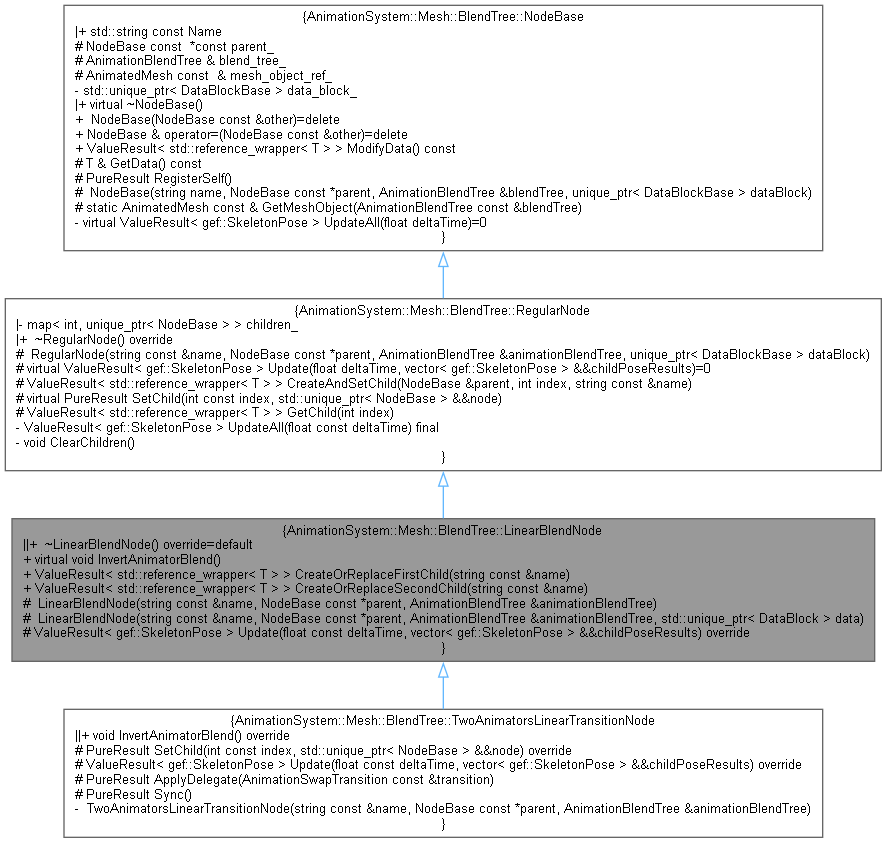 {AnimationSystem::Mesh::BlendTree::NodeBase
|+ std::string const Name
# NodeBase const *const parent_
# AnimationBlendTree & blend_tree_
# AnimatedMesh const & mesh_object_ref_
- std::unique_ptr< DataBlockBase > data_block_
|+ virtual ~NodeBase()
+ NodeBase(NodeBase const &other)=delete
+ NodeBase & operator=(NodeBase const &other)=delete
+ ValueResult< std::reference_wrapper< T > > ModifyData() const
# T & GetData() const
# PureResult RegisterSelf()
# NodeBase(string name, NodeBase const *parent, AnimationBlendTree &blendTree, unique_ptr< DataBlockBase > dataBlock)
# static AnimatedMesh const & GetMeshObject(AnimationBlendTree const &blendTree)
- virtual ValueResult< gef::SkeletonPose > UpdateAll(float deltaTime)=0
}
{AnimationSystem::Mesh::BlendTree::RegularNode
|- map< int, unique_ptr< NodeBase > > children_
|+ ~RegularNode() override
# RegularNode(string const &name, NodeBase const *parent, AnimationBlendTree &animationBlendTree, unique_ptr< DataBlockBase > dataBlock)
# virtual ValueResult< gef::SkeletonPose > Update(float deltaTime, vector< gef::SkeletonPose > &&childPoseResults)=0
# ValueResult< std::reference_wrapper< T > > CreateAndSetChild(NodeBase &parent, int index, string const &name)
# virtual PureResult SetChild(int const index, std::unique_ptr< NodeBase > &&node)
# ValueResult< std::reference_wrapper< T > > GetChild(int index)
- ValueResult< gef::SkeletonPose > UpdateAll(float const deltaTime) final
- void ClearChildren()
}
{AnimationSystem::Mesh::BlendTree::LinearBlendNode
||+ ~LinearBlendNode() override=default
+ virtual void InvertAnimatorBlend()
+ ValueResult< std::reference_wrapper< T > > CreateOrReplaceFirstChild(string const &name)
+ ValueResult< std::reference_wrapper< T > > CreateOrReplaceSecondChild(string const &name)
# LinearBlendNode(string const &name, NodeBase const *parent, AnimationBlendTree &animationBlendTree)
# LinearBlendNode(string const &name, NodeBase const *parent, AnimationBlendTree &animationBlendTree, std::unique_ptr< DataBlock > data)
# ValueResult< gef::SkeletonPose > Update(float const deltaTime, vector< gef::SkeletonPose > &&childPoseResults) override
}
{AnimationSystem::Mesh::BlendTree::TwoAnimatorsLinearTransitionNode
||+ void InvertAnimatorBlend() override
# PureResult SetChild(int const index, std::unique_ptr< NodeBase > &&node) override
# ValueResult< gef::SkeletonPose > Update(float const deltaTime, vector< gef::SkeletonPose > &&childPoseResults) override
# PureResult ApplyDelegate(AnimationSwapTransition const &transition)
# PureResult Sync()
- TwoAnimatorsLinearTransitionNode(string const &name, NodeBase const *parent, AnimationBlendTree &animationBlendTree)
}